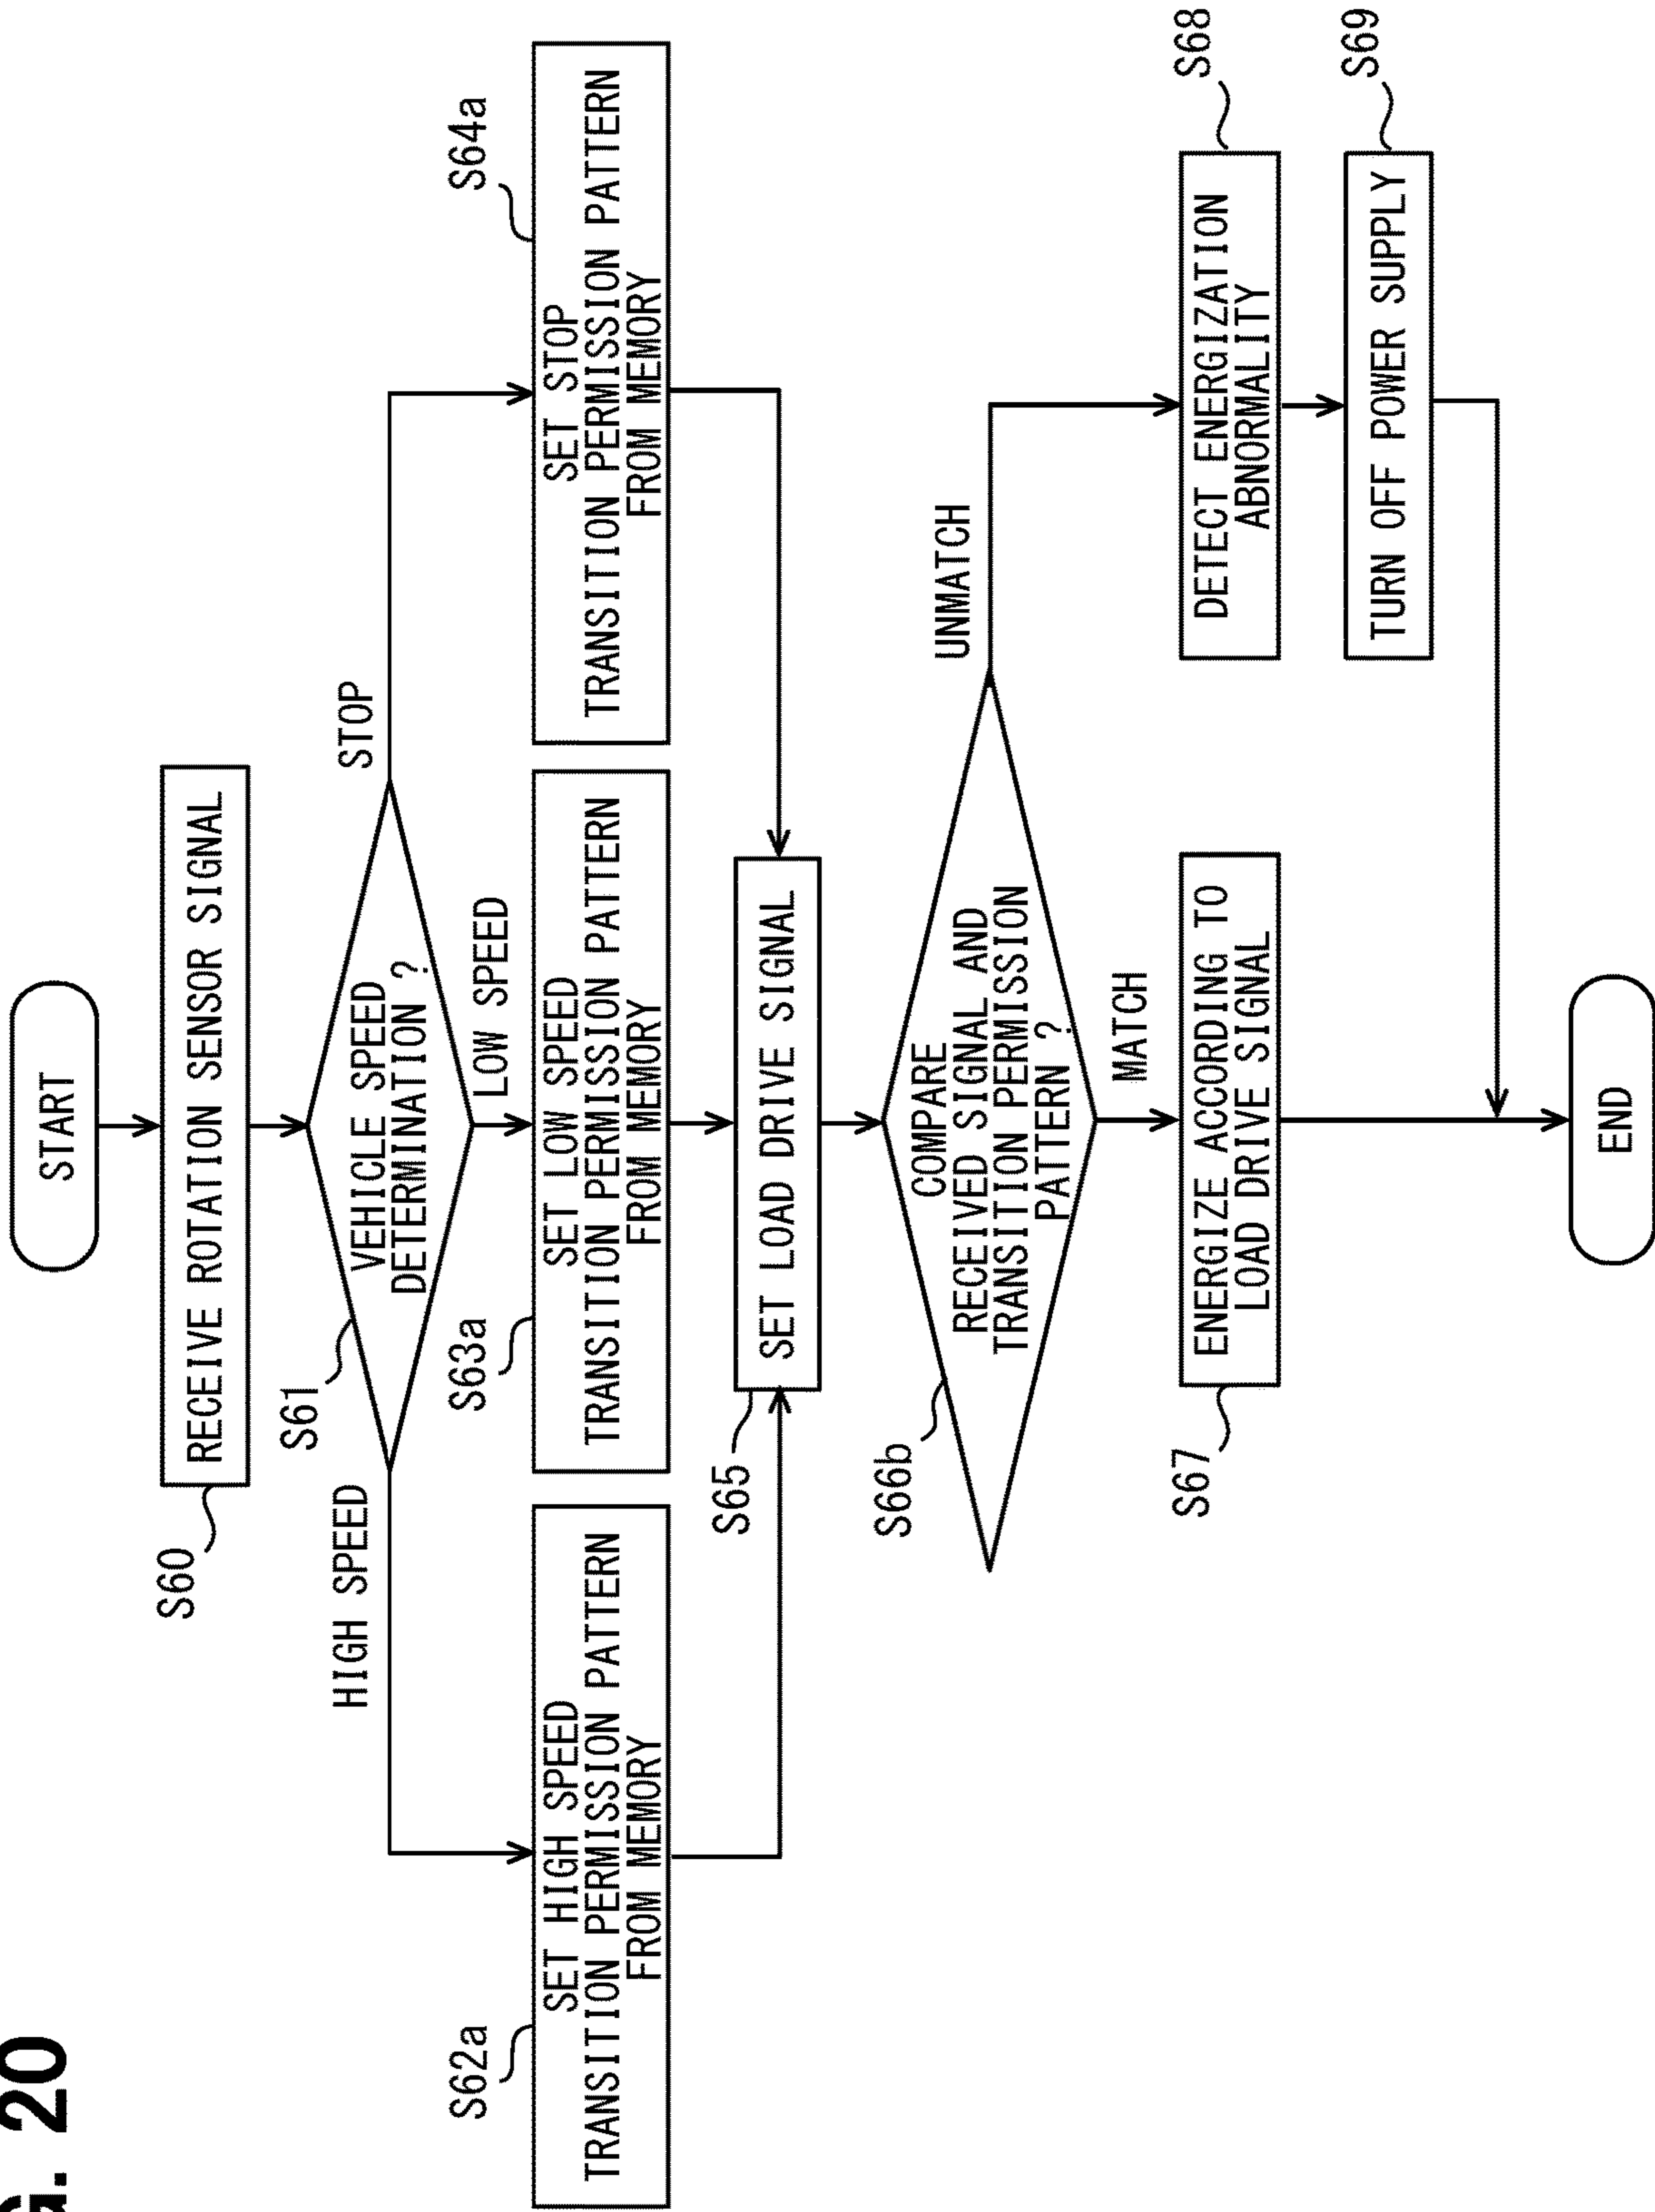 G. 20
START
S60
RECEIVE ROTATION SENSOR SIGNAL
S61
VEHICLE SPEED
DETERMINATION ?
HIGH SPEED
LOW SPEED
STOP
S62a
SET HIGH SPEED
TRANSITION PERMISSION PATTERN
FROM MEMORY
S63a
SET LOW SPEED
TRANSITION PERMISSION PATTERN
FROM MEMORY
S64a
SET STOP
TRANSITION PERMISSION PATTERN
FROM MEMORY
S65
SET LOAD DRIVE SIGNAL
S66b
COMPARE
RECEIVED SIGNAL AND
TRANSITION PERMISSION
PATTERN ?
MATCH
UNMATCH
S67
ENERGIZE ACCORDING TO
LOAD DRIVE SIGNAL
S68
DETECT ENERGIZATION
ABNORMALITY
S69
TURN OFF POWER SUPPLY
END